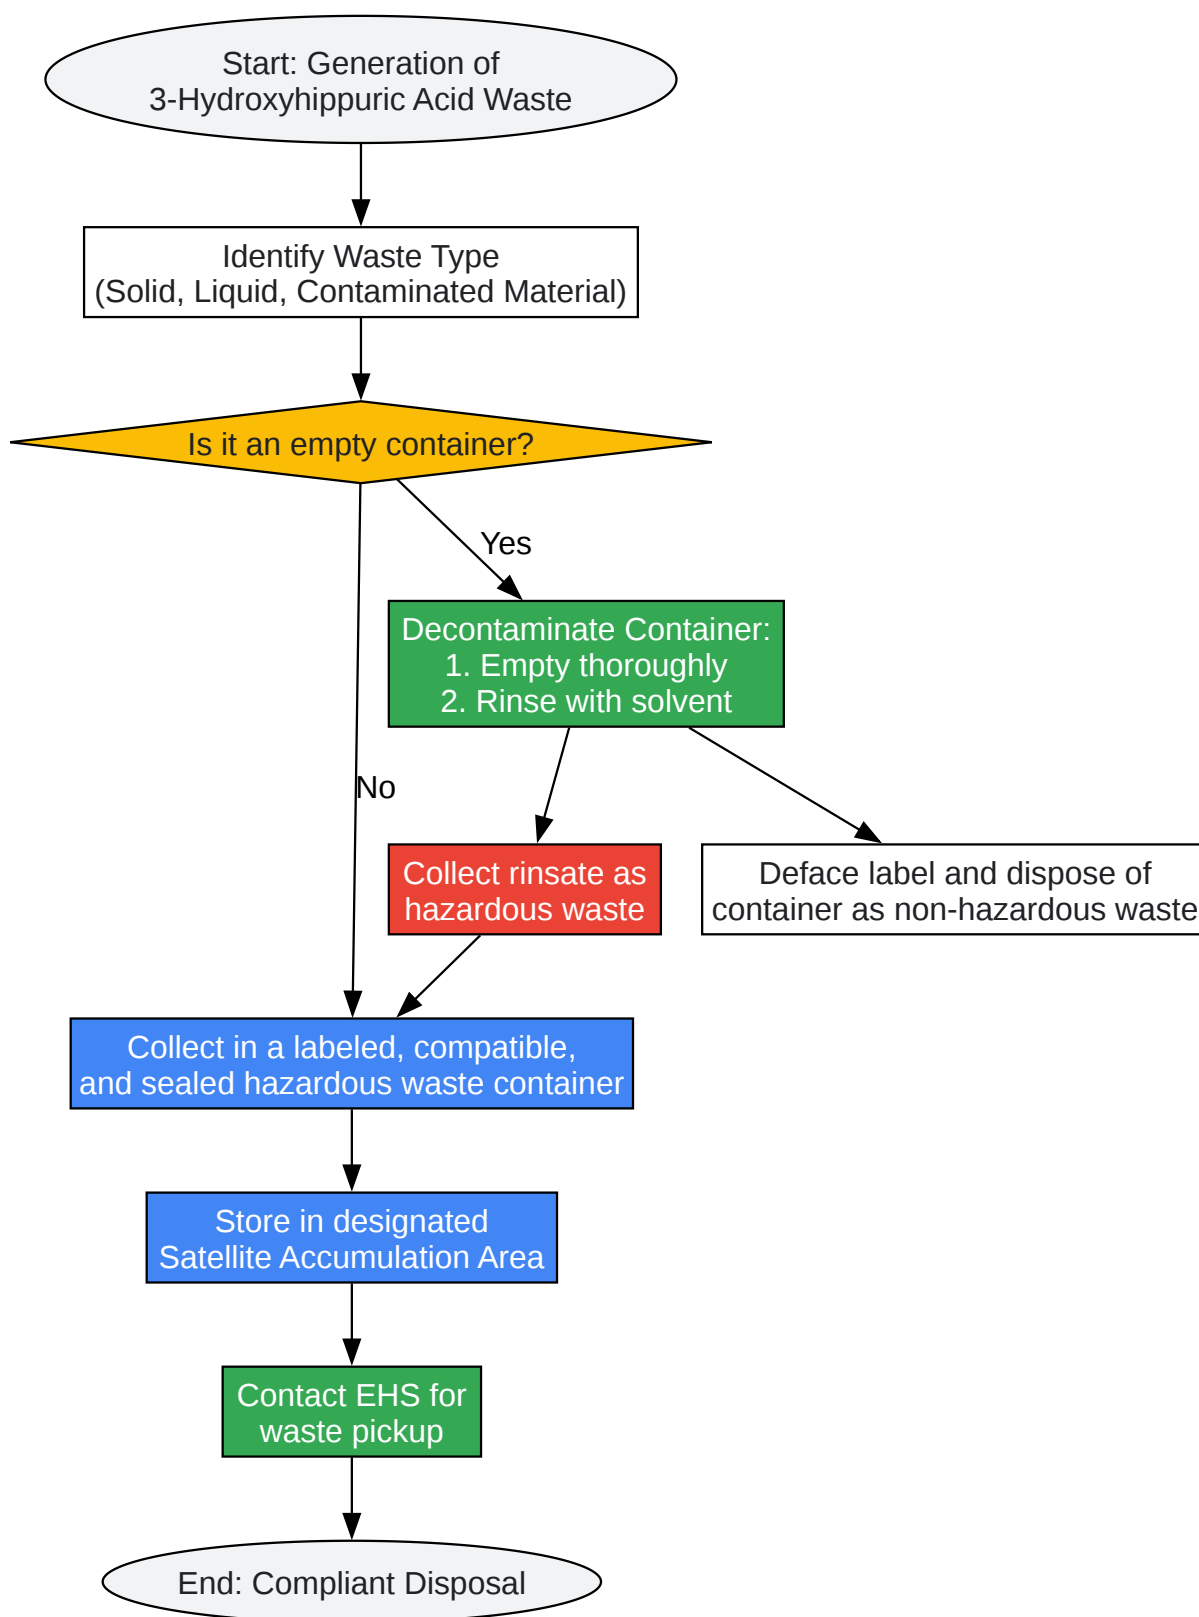 Start: Generation of
3-Hydroxyhippuric Acid Waste
Identify Waste Type
(Solid, Liquid, Contaminated Material)
Is it an empty container?
Yes
Decontaminate Container:
1. Empty thoroughly
2. Rinse with solvent
No
Collect rinsate as
hazardous waste
Deface label and dispose of
container as non-hazardous waste
Collect in a labeled, compatible,
and sealed hazardous waste container
Store in designated
Satellite Accumulation Area
Contact EHS for
waste pickup
End: Compliant Disposal